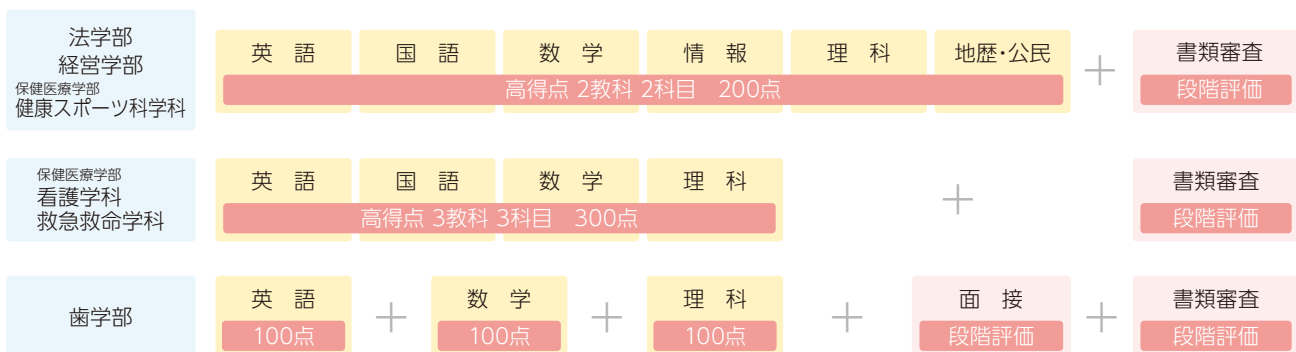 法学部
経営学部
保健医療学部
健康スポーツ科学科
英 語 国 語 数 学 情 報 理 科 地歴・公民 + 書類審査
高得点 2教科 2科目 200点 段階評価
保健医療学部
看護学科
救急救命学科
英 語 国 語 数 学 理 科 + 書類審査
高得点 3教科 3科目 300点 段階評価
歯学部
英 語 + 数 学 + 理 科 + 面 接 + 書類審査
100点 100点 100点 段階評価 段階評価